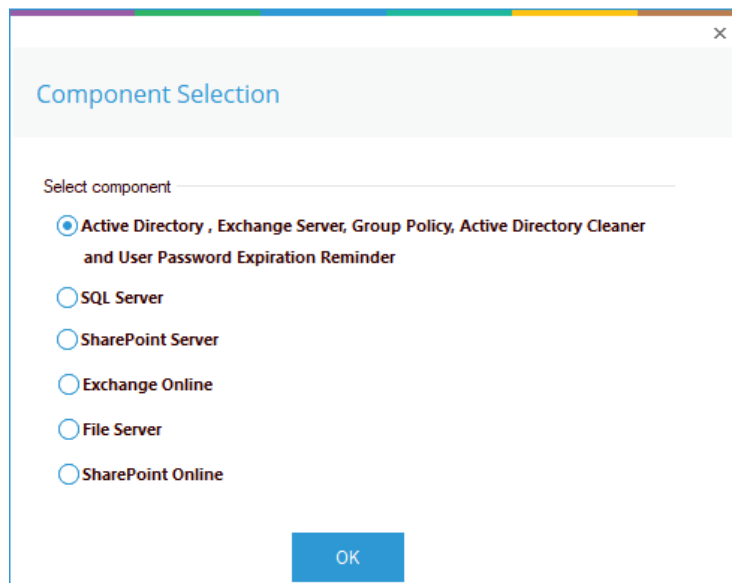 Component Selection
Select component
Active Directory , Exchange Server, Group Policy, Active Directory Cleaner
and User Password Expiration Reminder
SQL Server
SharePoint Server
Exchange Online
File Server
SharePoint Online
OK